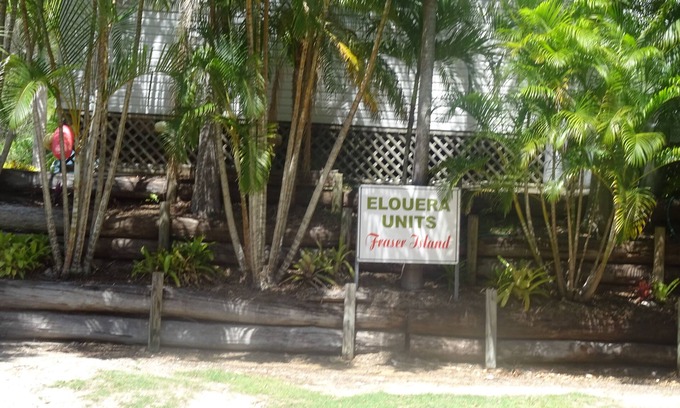 ELOUERA
UNITS
Fraser Island